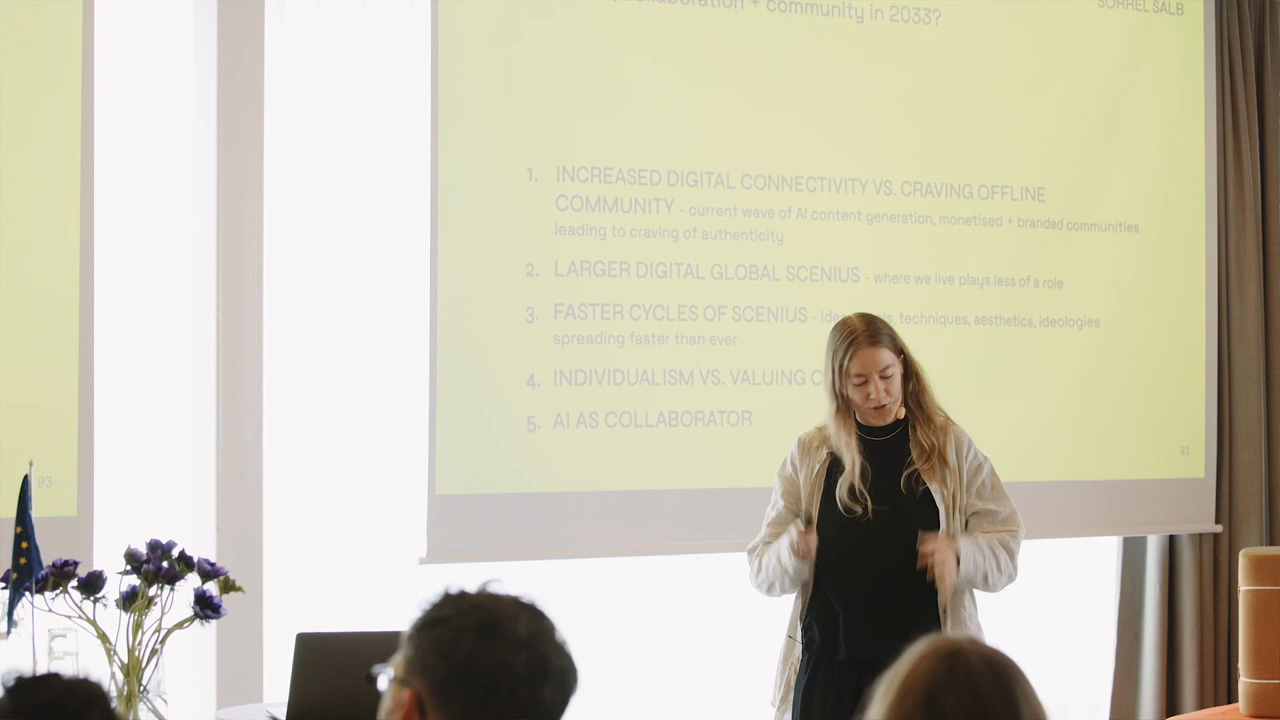 SORREL SALB
collaboration + community in 2033?
1. INCREASED DIGITAL CONNECTIVITY VS. CRAVING OFFLINE
COMMUNITY - current wave of AI content generation, monetised + branded communities
leading to craving of authenticity
2. LARGER DIGITAL GLOBAL SCENIUS - where we live plays less of a role
3. FASTER CYCLES OF SCENIUS - techniques, aesthetics, ideologies
spreading faster than ever
4. INDIVIDUALISM VS. VALUING
5. AI AS COLLABORATOR
93
93